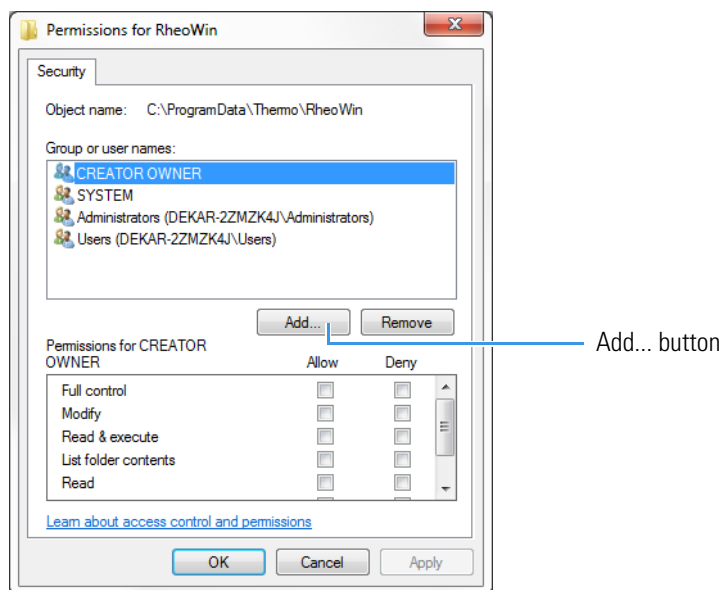 Permissions for RheoWin
Security
Object name: C:\ProgramData\Thermo\RheoWin
Group or user names:
CREATOR OWNER
SYSTEM
Administrators (DEKAR-2ZMZK4J\Administrators)
Users (DEKAR-2ZMZK4J\Users)
Add... Remove
Add... button
Permissions for CREATOR
OWNER Allow Deny
Full control
Modify
Read & execute
List folder contents
Read
Learn about access control and permissions
OK Cancel Apply